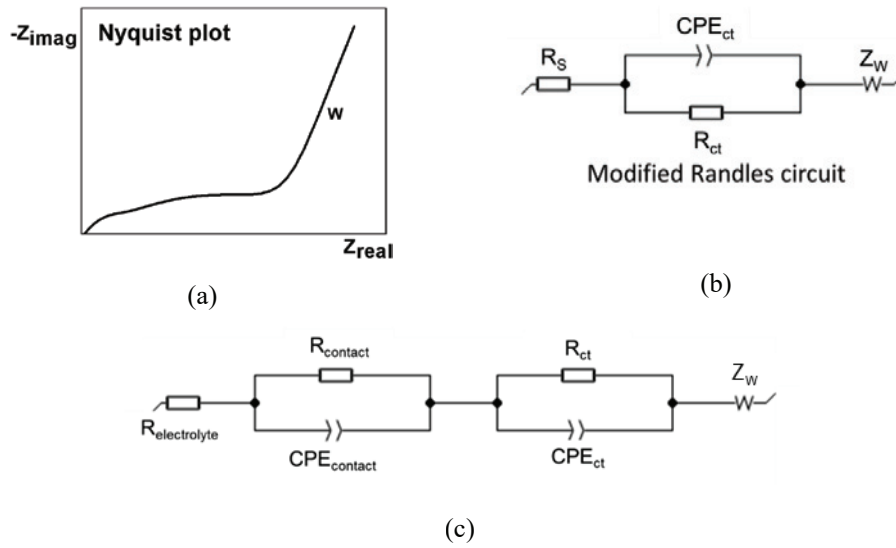 -Zimag
Nyquist plot
W
Zreal
(a)
CPEct
RS
ZW
Rct
Modified Randles circuit
(b)
Rcontact
Rct
ZW
Relectrolyte
CPEcontact
CPEct
(c)